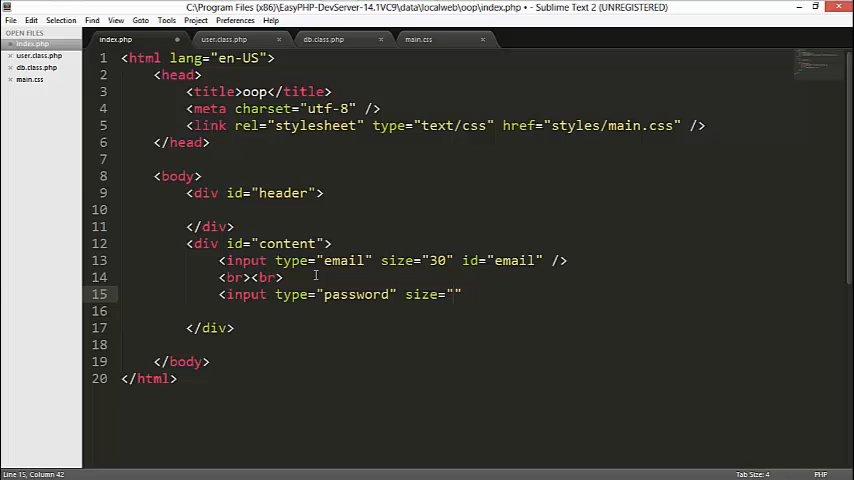 C:\Program Files (x86)\EasyPHP-DevServer-14.1VC9\data\localweb\oop\index.php • - Sublime Text 2 (UNREGISTERED)
File Edit Selection Find View Goto Tools Project Preferences Help
OPEN FILES
index.php
user.class.php
db.class.php
main.css
index.php user.class.php db.class.php main.css
1 <html lang="en-US">
2 <head>
3 <title>oop</title>
4 <meta charset="utf-8" />
5 <link rel="stylesheet" type="text/css" href="styles/main.css" />
6 </head>
7
8 <body>
9 <div id="header">
10
11 </div>
12 <div id="content">
13 <input type="email" size="30" id="email" />
14 <br><br>
15 <input type="password" size=""
16
17 </div>
18
19 </body>
20 </html>
Line 15, Column 42 Tab Size: 4 PHP